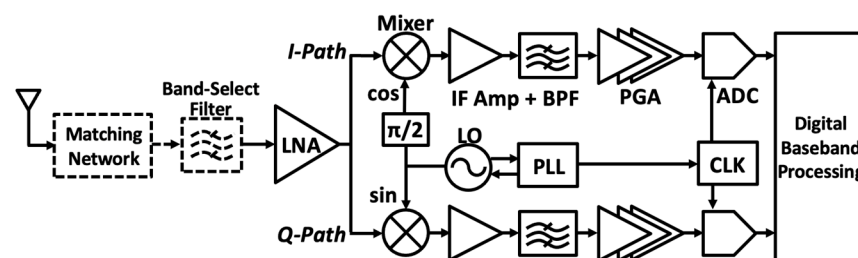 Mixer
I-Path
Band-Select
Filter
cos
IF Amp + BPF
PGA
ADC
Matching
Network
LNA
π/2
LO
PLL
CLK
Digital
Baseband
Processing
sin
Q-Path